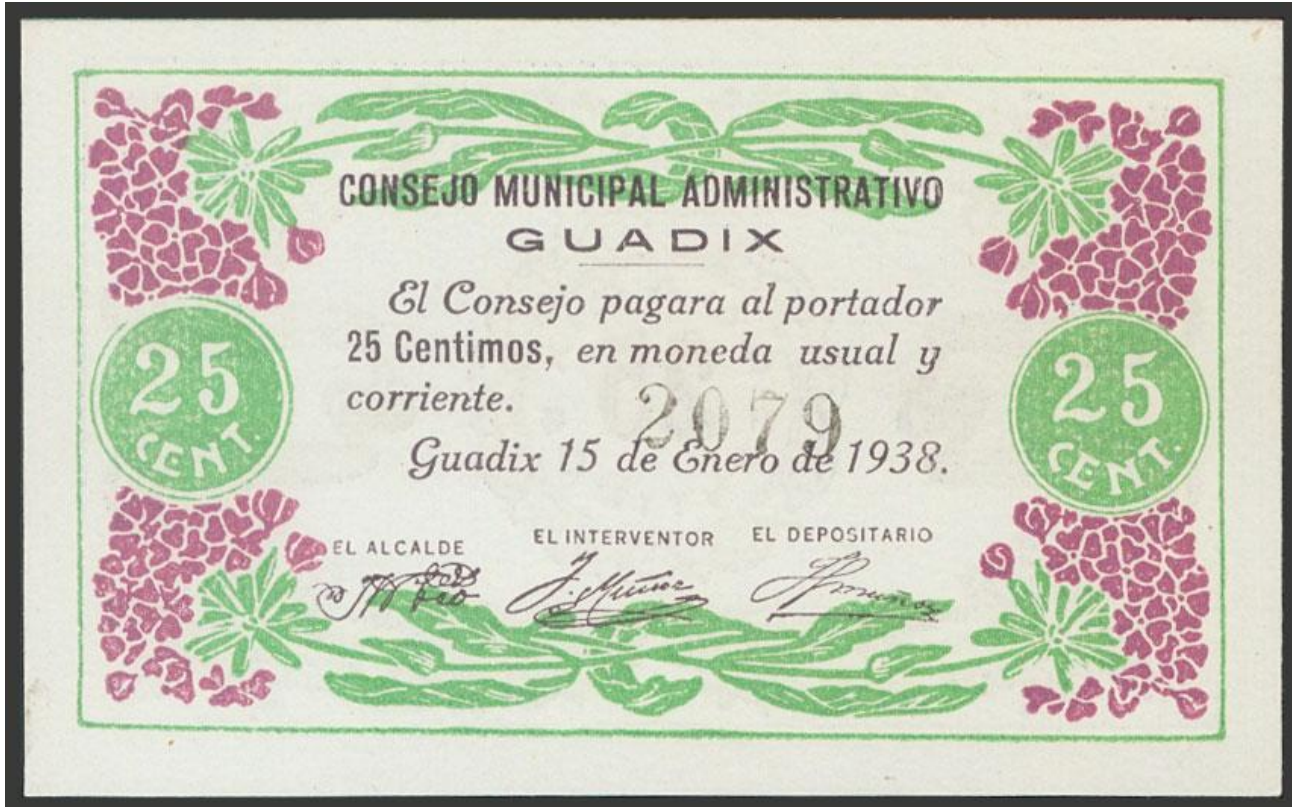 CONSEJO MUNICIPAL ADMINISTRATIVO
GUADIX
El Consejo pagara al portador
25 Centimos, en moneda usual y
corriente.
2079
Guadix 15 de Enero de 1938.
25
CENT.
25
CENT.
EL ALCALDE
EL INTERVENTOR
EL DEPOSITARIO
J. Muñoz